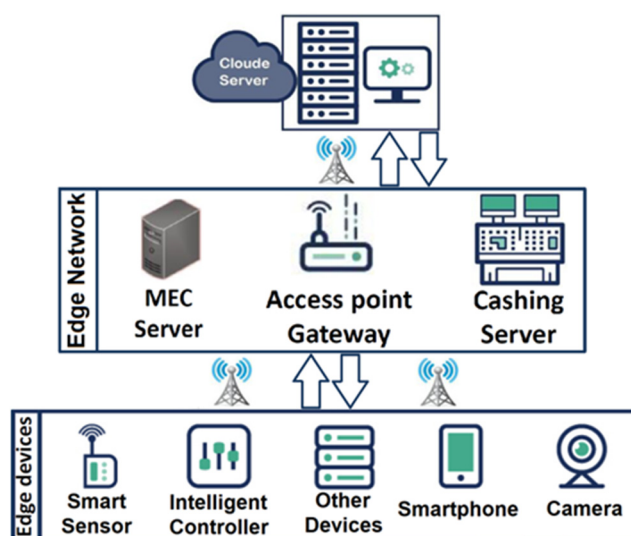 Cloude
Server
Edge Network
MEC
Server
Access point
Gateway
Cashing
Server
Edge devices
Smart
Sensor
Intelligent
Controller
Other
Devices
Smartphone
Camera